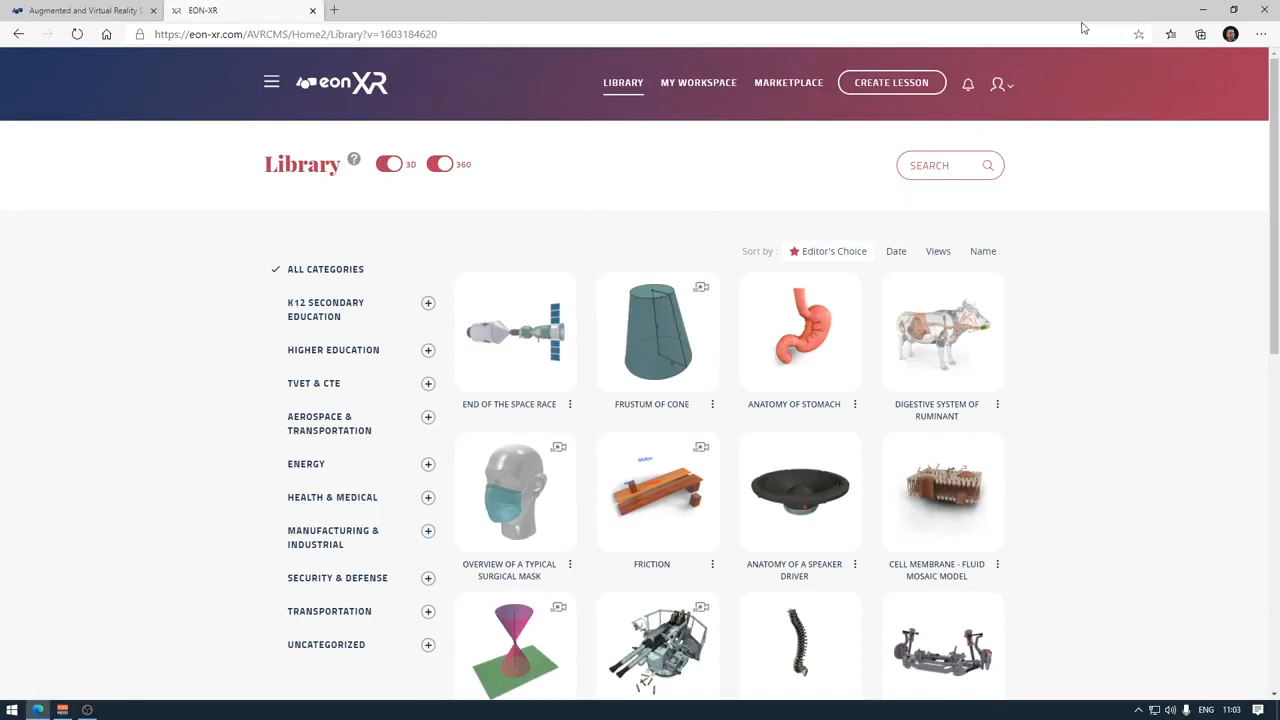 Augmented and Virtual Reality S
EON-XR
https://eon-xr.com/AVRCMS/Home2/Library?v=1603184620
eon XR
LIBRARY
MY WORKSPACE
MARKETPLACE
CREATE LESSON
Library
3D
360
SEARCH
Sort by :
Editor's Choice
Date
Views
Name
ALL CATEGORIES
K12 SECONDARY
EDUCATION
HIGHER EDUCATION
TVET & CTE
AEROSPACE &
TRANSPORTATION
ENERGY
HEALTH & MEDICAL
MANUFACTURING &
INDUSTRIAL
SECURITY & DEFENSE
TRANSPORTATION
UNCATEGORIZED
END OF THE SPACE RACE
FRUSTUM OF CONE
ANATOMY OF STOMACH
DIGESTIVE SYSTEM OF
RUMINANT
OVERVIEW OF A TYPICAL
SURGICAL MASK
FRICTION
ANATOMY OF A SPEAKER
DRIVER
CELL MEMBRANE - FLUID
MOSAIC MODEL
ENG
11:03